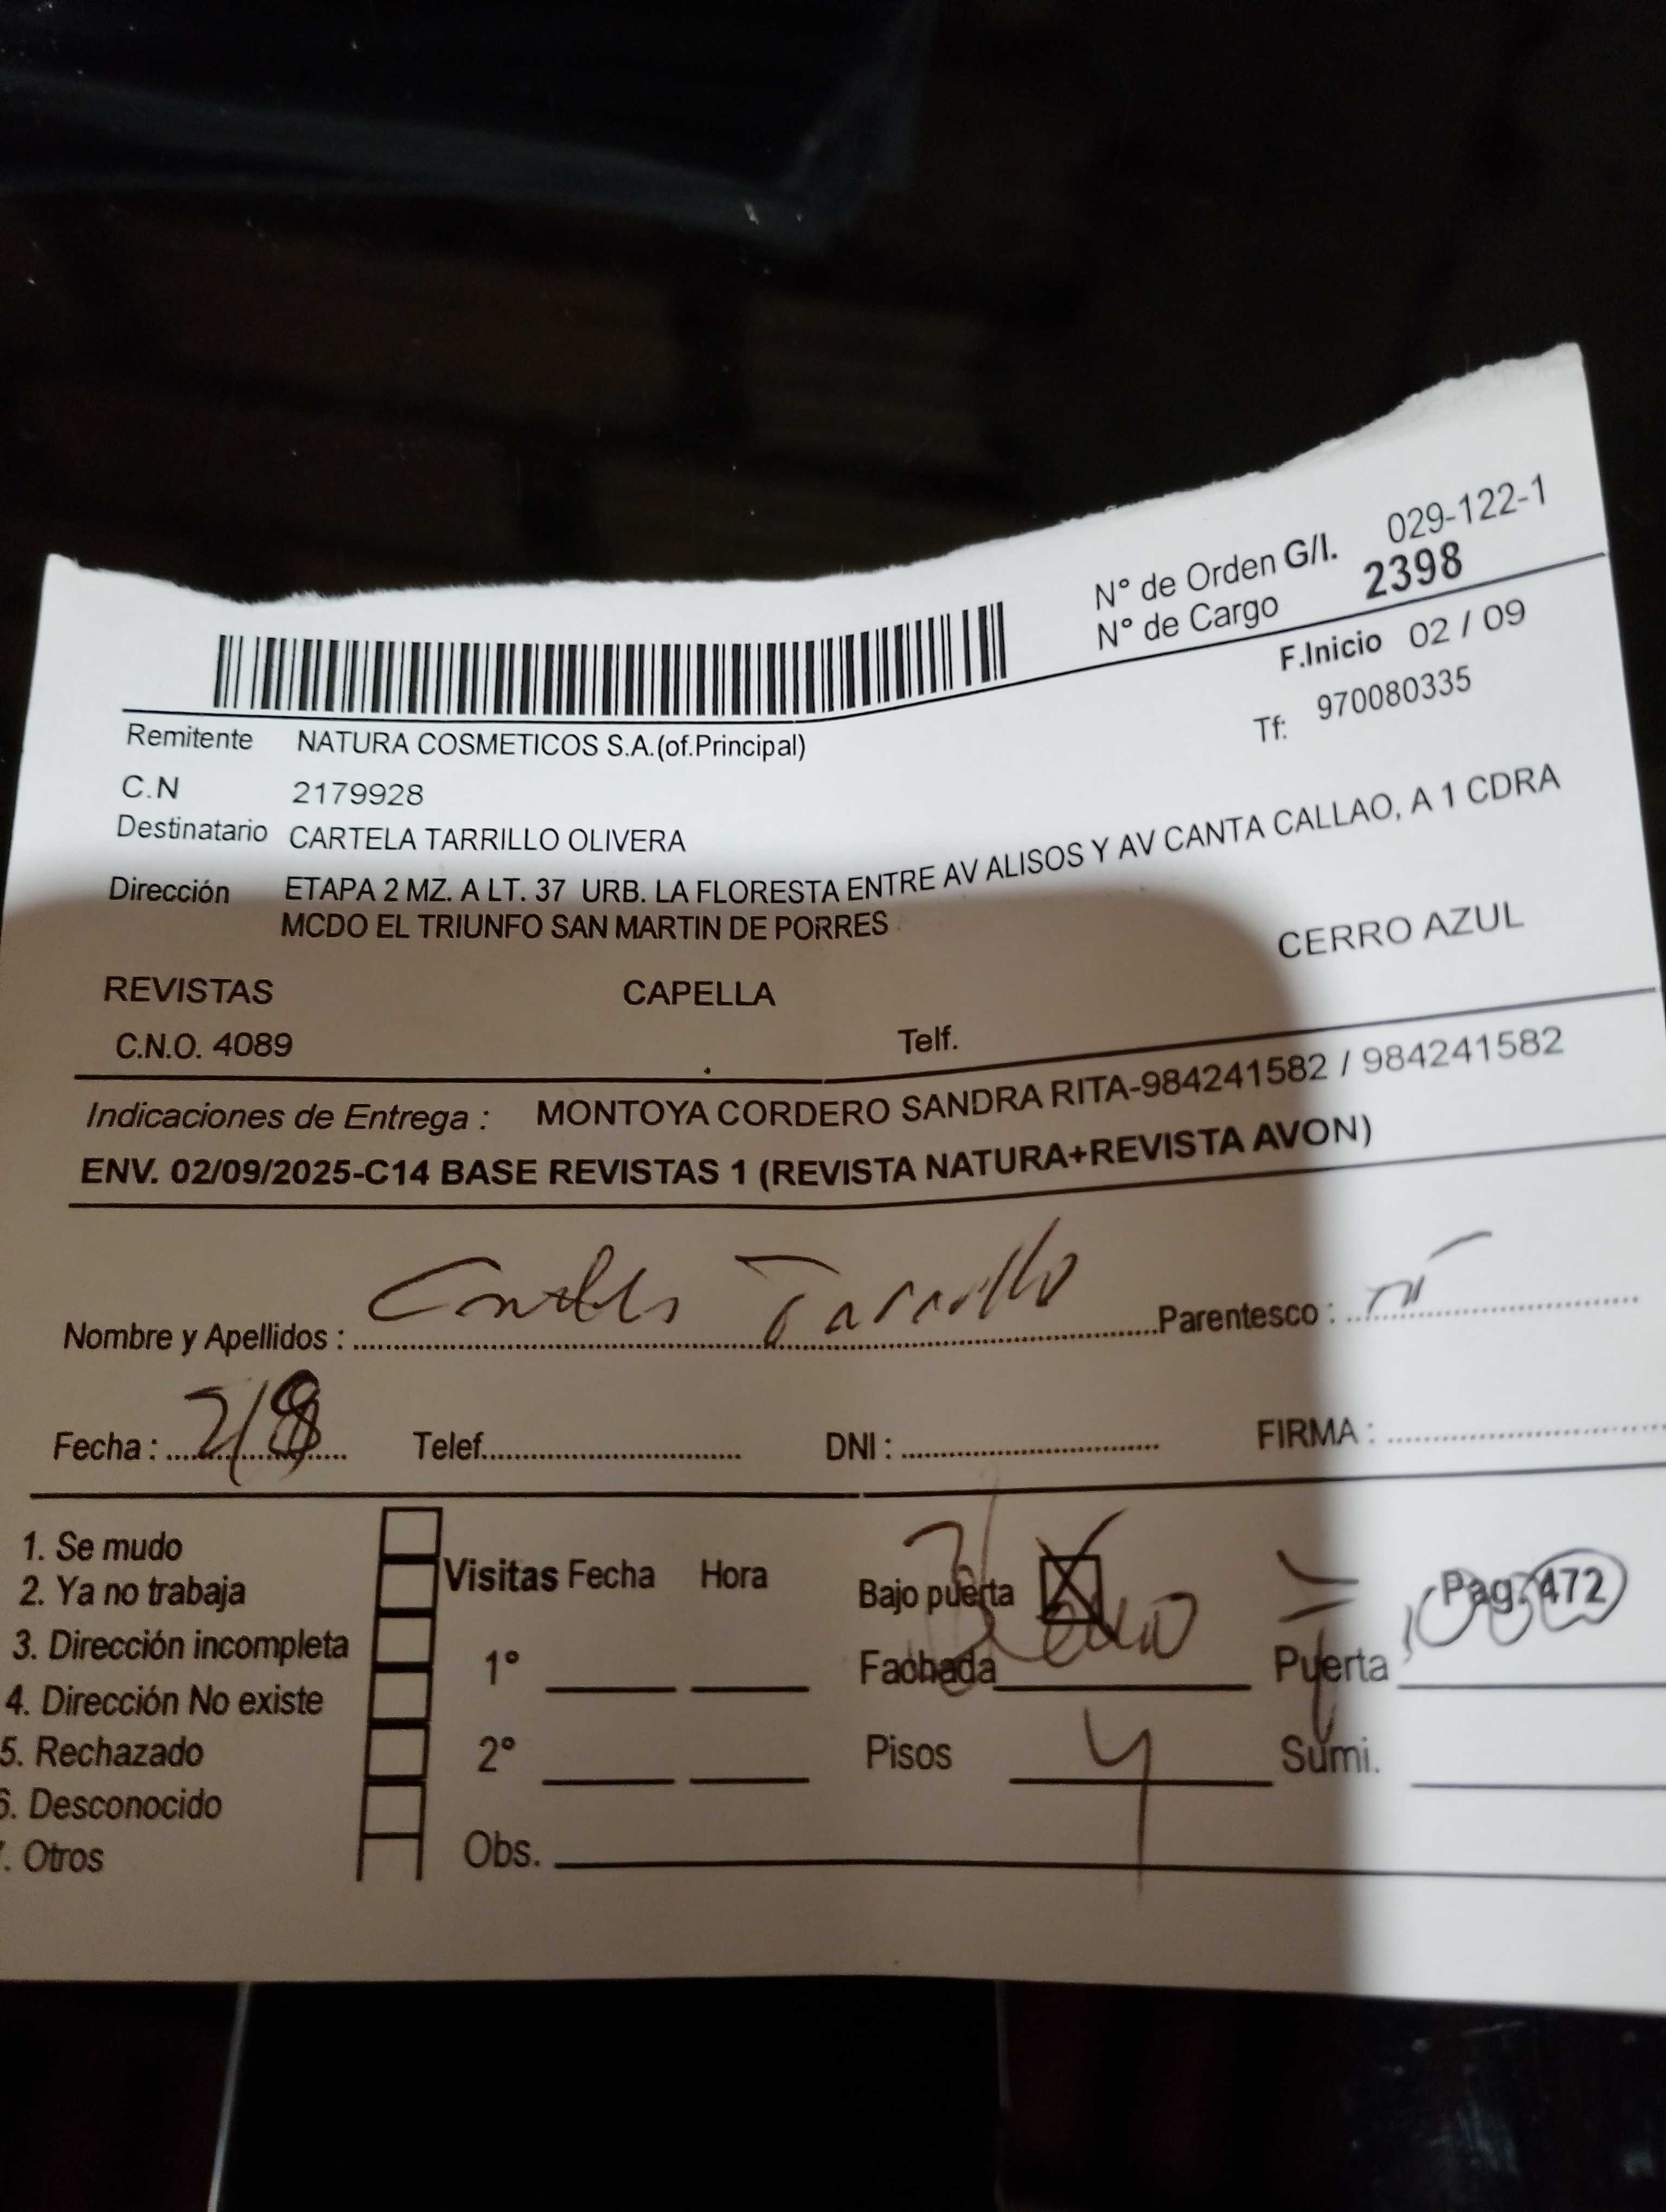 N° de Orden G/I. 029-122-1
N° de Cargo 2398
F.Inicio 02 / 09
Remitente NATURA COSMETICOS S.A.(of.Principal)
Tf: 970080335
C.N 2179928
Destinatario CARTELA TARRILLO OLIVERA
Dirección ETAPA 2 MZ. A LT. 37 URB. LA FLORESTA ENTRE AV ALISOS Y AV CANTA CALLAO, A 1 CDRA
MCDO EL TRIUNFO SAN MARTIN DE PORRES
CERRO AZUL
REVISTAS CAPELLA
C.N.O. 4089 Telf.
Indicaciones de Entrega : MONTOYA CORDERO SANDRA RITA-984241582 / 984241582
ENV. 02/09/2025-C14 BASE REVISTAS 1 (REVISTA NATURA+REVISTA AVON)
Nombre y Apellidos : Tarrillo Parentesco :
Fecha : Telef. DNI : FIRMA :
1. Se mudo
2. Ya no trabaja
3. Dirección incompleta
4. Dirección No existe
5. Rechazado
6. Desconocido
. Otros
Visitas Fecha Hora
1°
2°
Obs.
Bajo puerta X Pag. 472
Fachada Puerta
Pisos 4 Sumi.